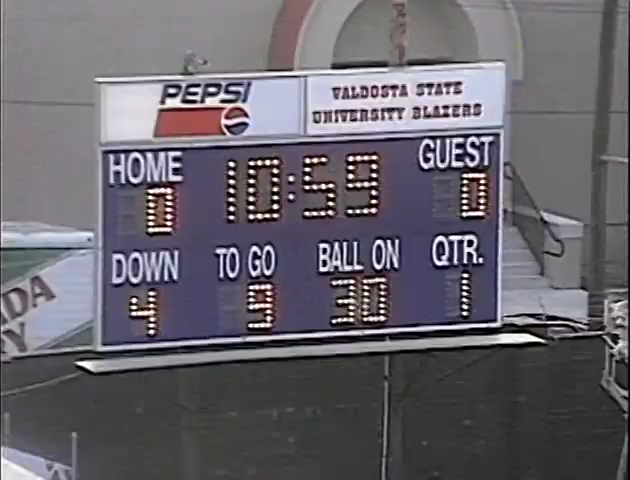 PEPSI
VALDOSTA STATE
UNIVERSITY BLAZERS
HOME 10:59 GUEST
0 0
DOWN TO GO BALL ON QTR.
4 9 30 1
DA
Y